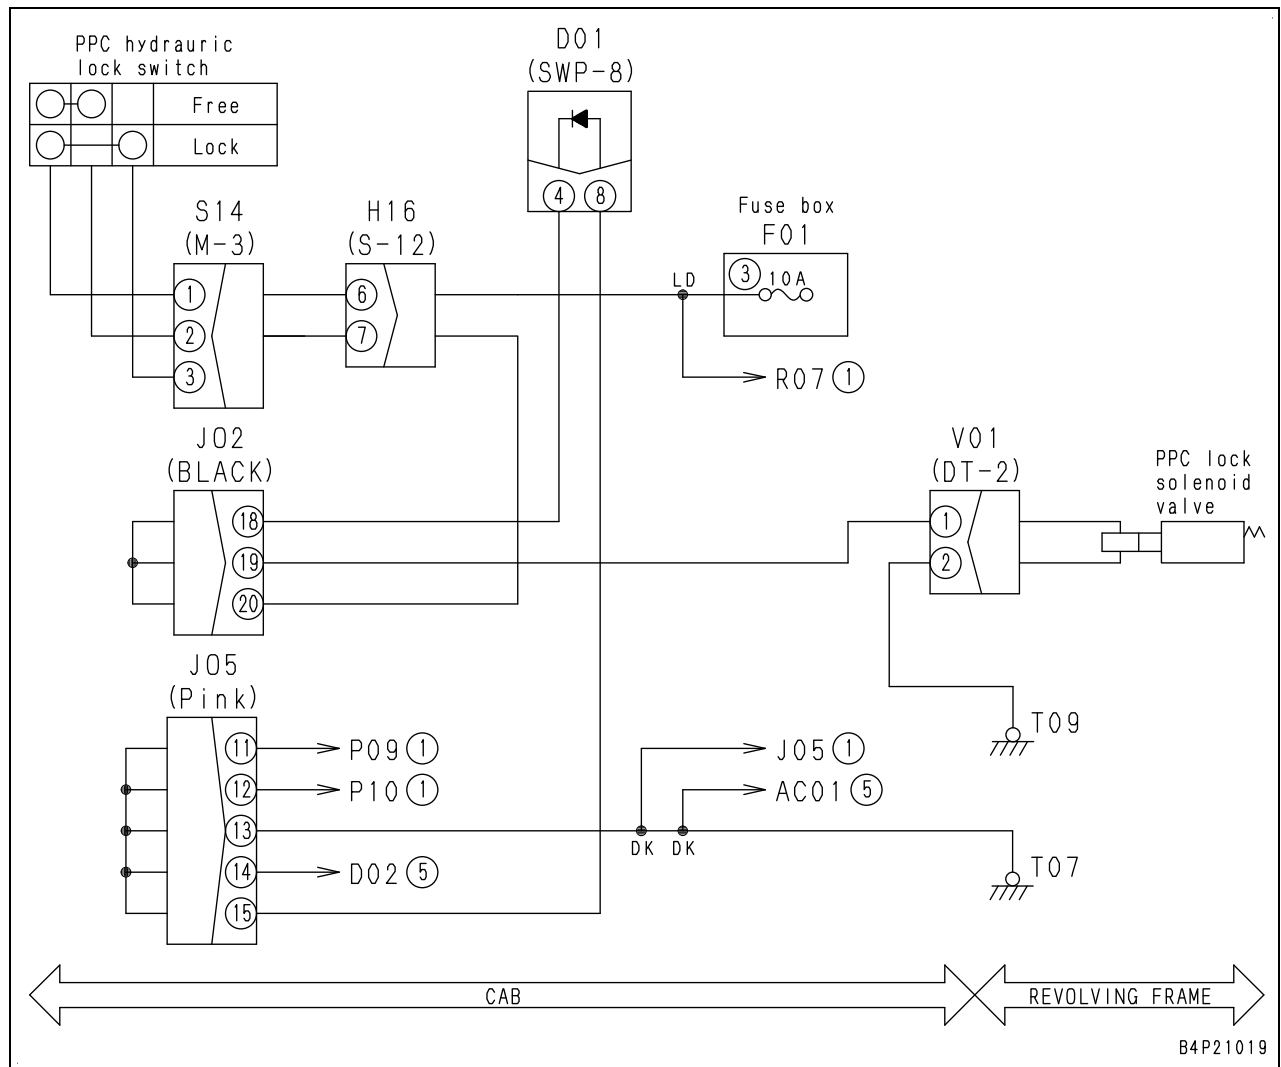 PPC hydrauric
lock switch
Free
Lock
D01
(SWP-8)
4 8
S14
(M-3)
1
2
3
H16
(S-12)
6
7
Fuse box
F01
3 10A
LD
R07 1
J02
(BLACK)
18
19
20
V01
(DT-2)
1
2
PPC lock
solenoid
valve
J05
(Pink)
11 P09 1
12 P10 1
13
14 D02 5
15
J05 1
AC01 5
DK DK
T09
T07
CAB
REVOLVING FRAME
B4P21019